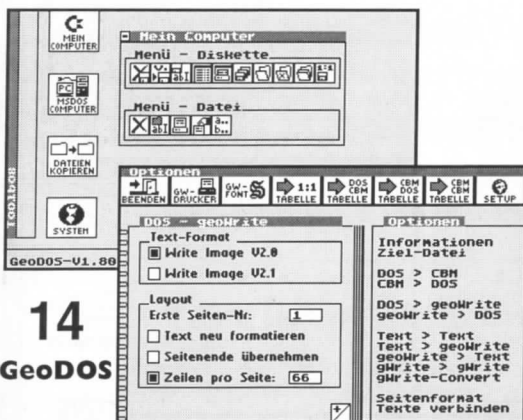 MEIN
COMPUTER
PC
MSDOS
COMPUTER
DATEIEN
KOPIEREN
SYSTEM
GeoDOS-V1.80
Mein Computer
Menü - Diskette
Menü - Datei
Optionen
BEENDEN
GW-
DRUCKER
GW-
FONT
1:1
TABELLE
DOS
CBM
TABELLE
CBM
DOS
TABELLE
CBM
CBM
TABELLE
SETUP
DOS - geoWrite
Text-Format
Write Image V2.0
Write Image V2.1
Layout
Erste Seiten-Nr: 1
Text neu formatieren
Seitenende übernehmen
Zeilen pro Seite: 66
Optionen
Informationen
Ziel-Datei
DOS > CBM
CBM > DOS
DOS > geoWrite
geoWrite > DOS
Text > Text
Text > geoWrite
geoWrite > Text
gWrite > gWrite
gWrite-Convert
Seitenformat
Texte verbinden
14
GeoDOS